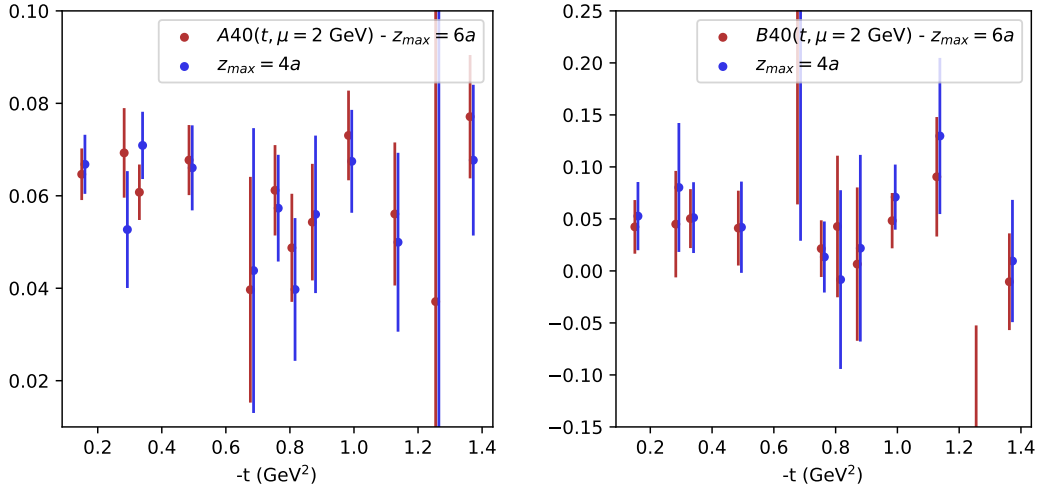 0.10
0.08
0.06
0.04
0.02
A40(t, μ = 2 GeV) - z_max = 6a
z_max = 4a
0.2 0.4 0.6 0.8 1.0 1.2 1.4
-t (GeV²)
0.25
0.20
0.15
0.10
0.05
0.00
−0.05
−0.10
−0.15
B40(t, μ = 2 GeV) - z_max = 6a
z_max = 4a
0.2 0.4 0.6 0.8 1.0 1.2 1.4
-t (GeV²)